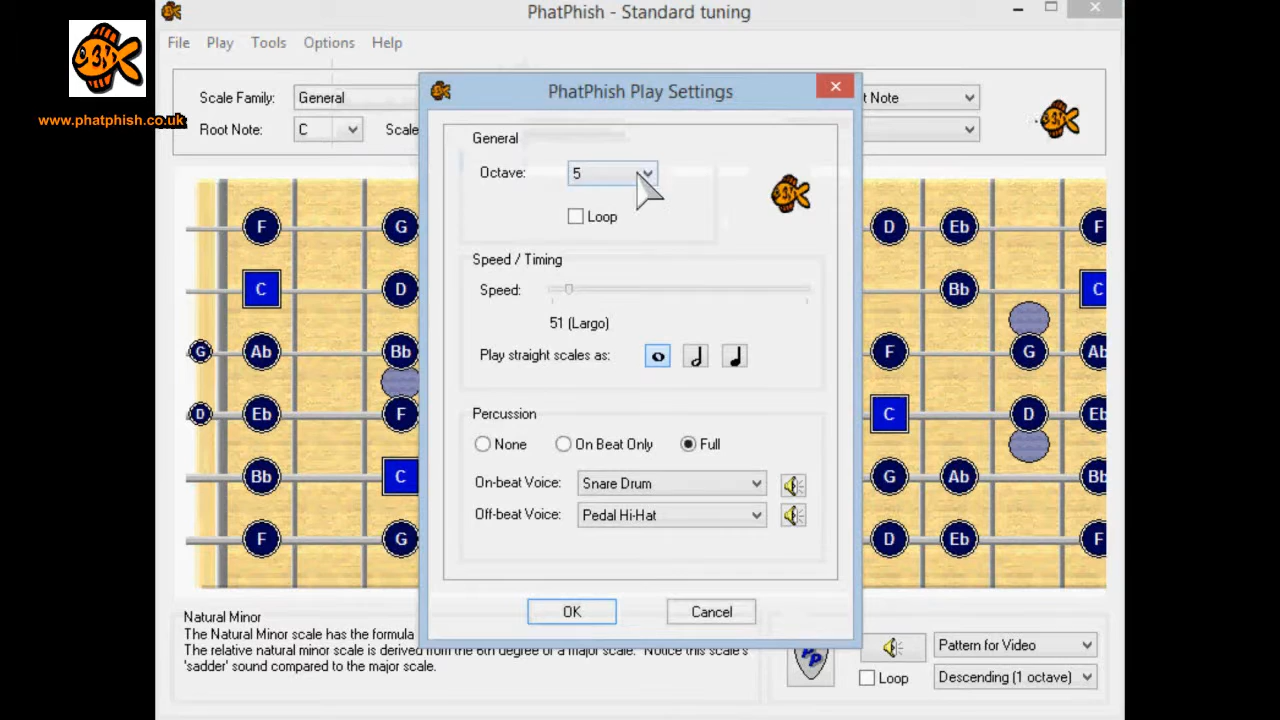 PhatPhish - Standard tuning
File Play Tools Options Help
www.phatphish.co.uk
Scale Family: General
t Note
Root Note: C Scale
PhatPhish Play Settings
General
Octave: 5
Loop
Speed / Timing
Speed:
51 (Largo)
Play straight scales as:
Percussion
None On Beat Only Full
On-beat Voice: Snare Drum
Off-beat Voice: Pedal Hi-Hat
OK Cancel
F G D Eb F
C D Bb C
G Ab Bb F G Ab
D Eb F C D Eb
Bb C G Ab Bb
F G D Eb F
Natural Minor
The Natural Minor scale has the formula
The relative natural minor scale is derived from the 6th degree of a major scale. Notice this scale's
'sadder' sound compared to the major scale.
PP
Pattern for Video
Loop Descending (1 octave)